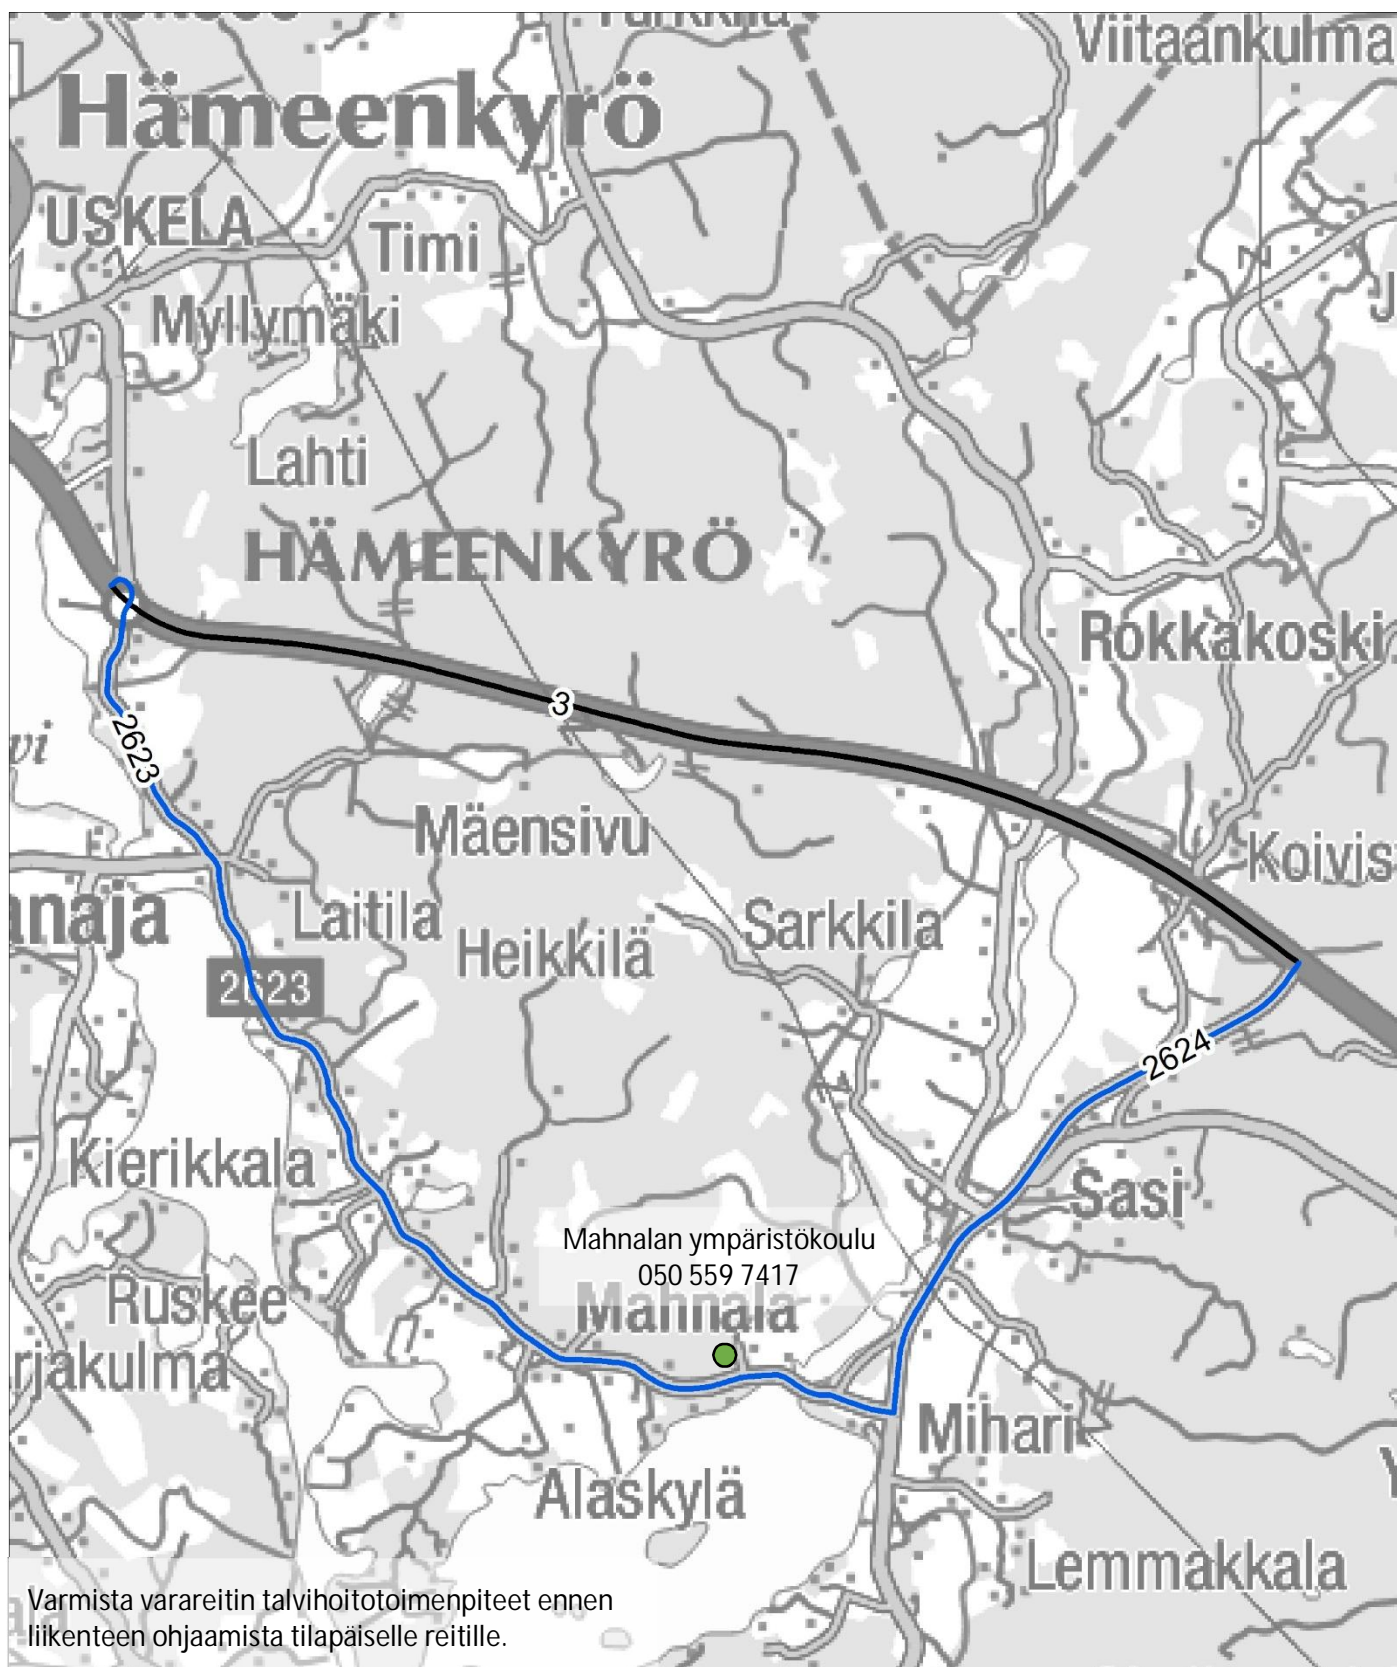 Viitaankulma
Hämeenkyrö
USKELA
Timi
Myllymäki
Lahti
HÄMEENKYRÖ
Rokkakoski
3
2623
Mäensivu
Koivis
Laitila
Sarkkila
Heikkilä
2623
2624
Kierikkala
Sasi
Mahnalan ympäristökoulu
050 559 7417
Mahnala
Ruskee
rjakulma
Mihari
Alaskylä
Lemmakkala
Varmista varareitin talvihoitotoimenpiteet ennen
liikenteen ohjaamista tilapäiselle reitille.